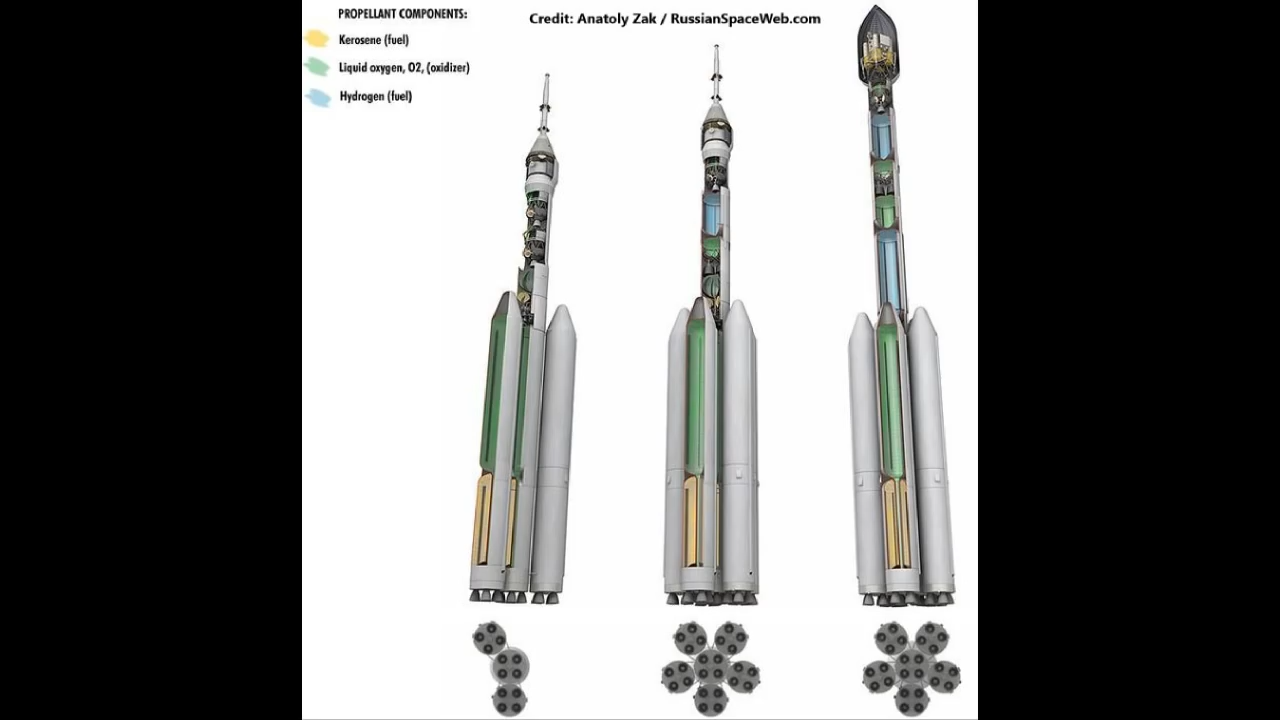 PROPELLANT COMPONENTS:
Kerosene (fuel)
Liquid oxygen, O2, (oxidizer)
Hydrogen (fuel)
Credit: Anatoly Zak / RussianSpaceWeb.com